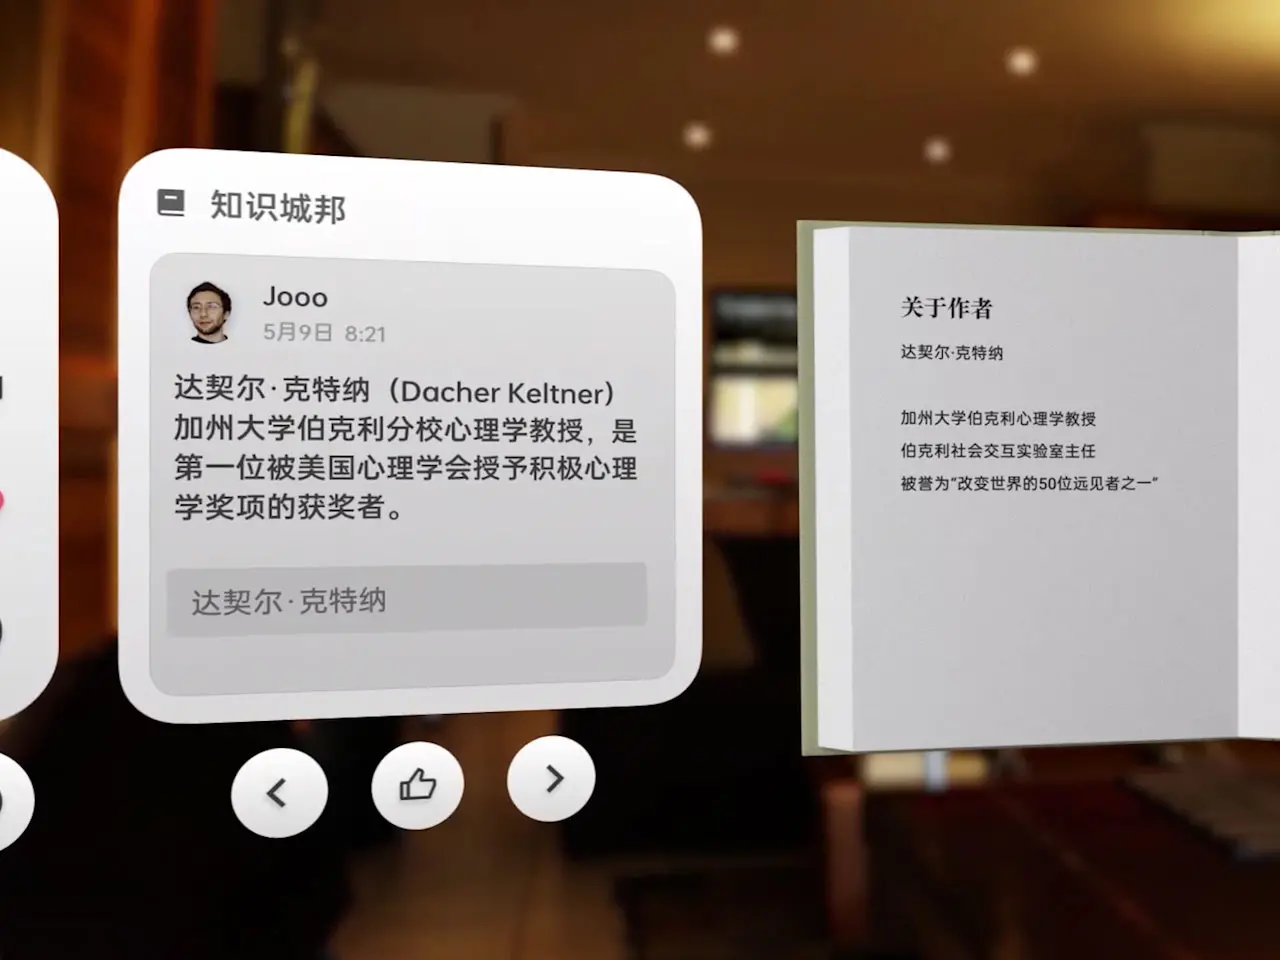 知识城邦
Jooo
5月9日 8:21
达契尔·克特纳（Dacher Keltner）
加州大学伯克利分校心理学教授，是
第一位被美国心理学会授予积极心理
学奖项的获奖者。
达契尔·克特纳
关于作者
达契尔·克特纳
加州大学伯克利心理学教授
伯克利社会交互实验室主任
被誉为“改变世界的50位远见者之一”